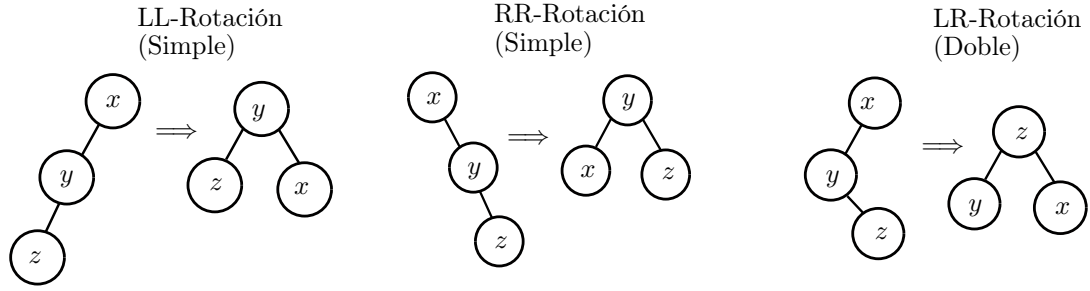 LL-Rotación
(Simple)
x
y
z
⟹
y
z
x
RR-Rotación
(Simple)
x
y
z
⟹
y
x
z
LR-Rotación
(Doble)
x
y
z
⟹
z
y
x